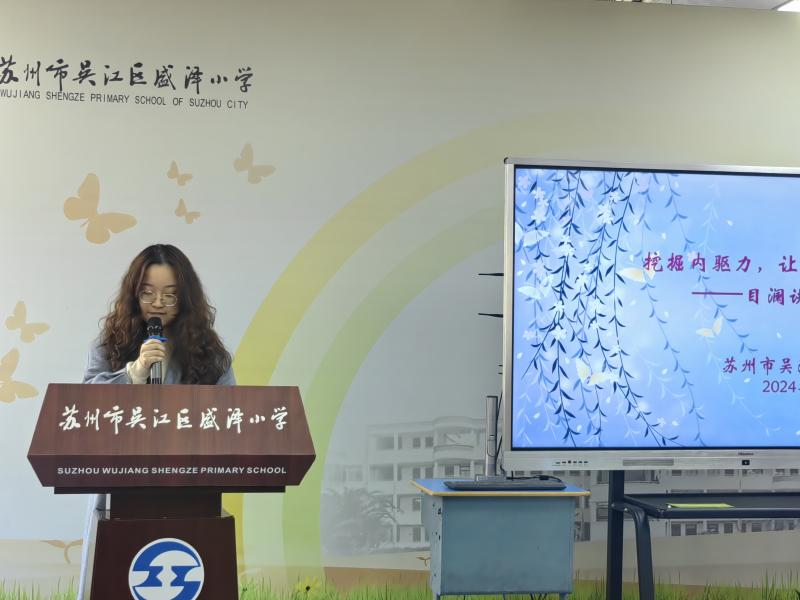 苏州市吴江区盛泽小学
WUJIANG SHENGZE PRIMARY SCHOOL OF SUZHOU CITY
挖掘内驱力，让
——目澜讲
苏州市吴江
2024.
苏州市吴江区盛泽小学
SUZHOU WUJIANG SHENGZE PRIMARY SCHOOL